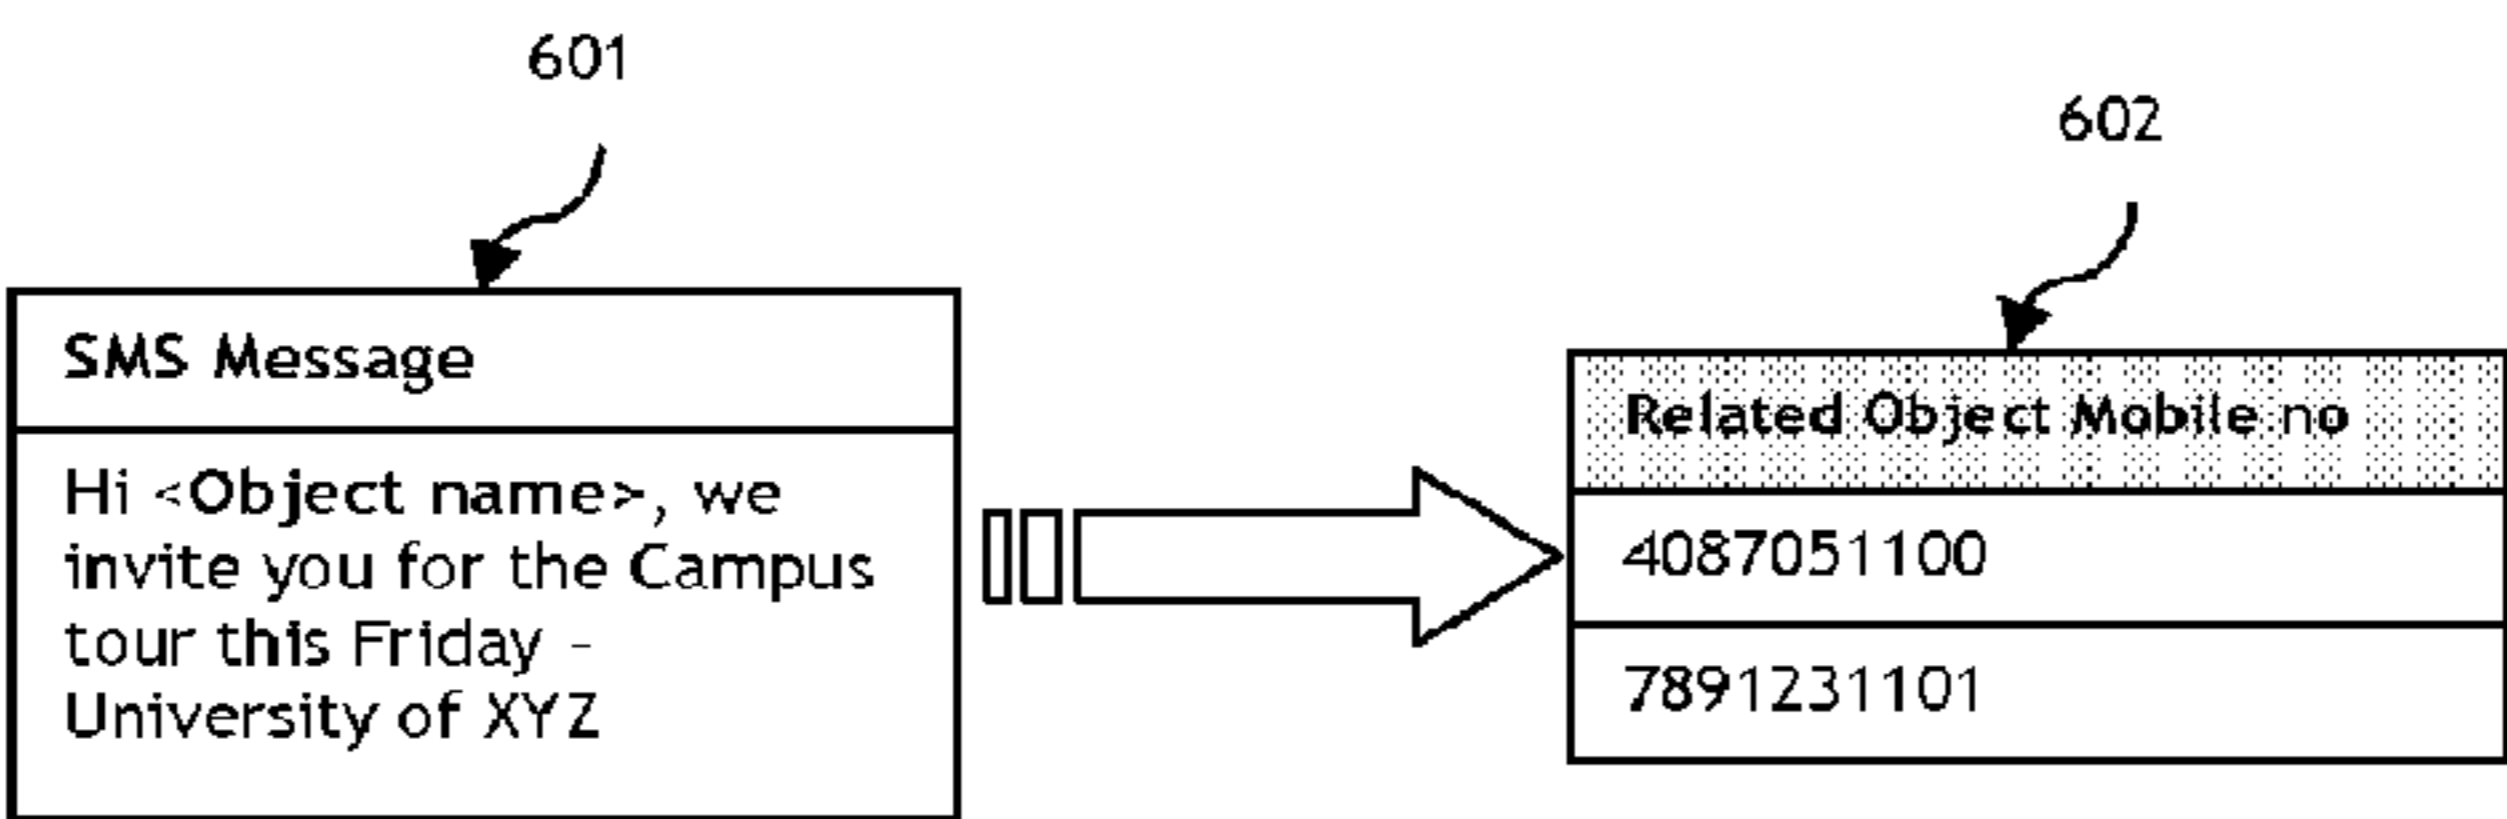 601
602
SMS Message
Hi <Object name>, we
invite you for the Campus
tour this Friday -
University of XYZ
Related Object Mobile no
4087051100
7891231101